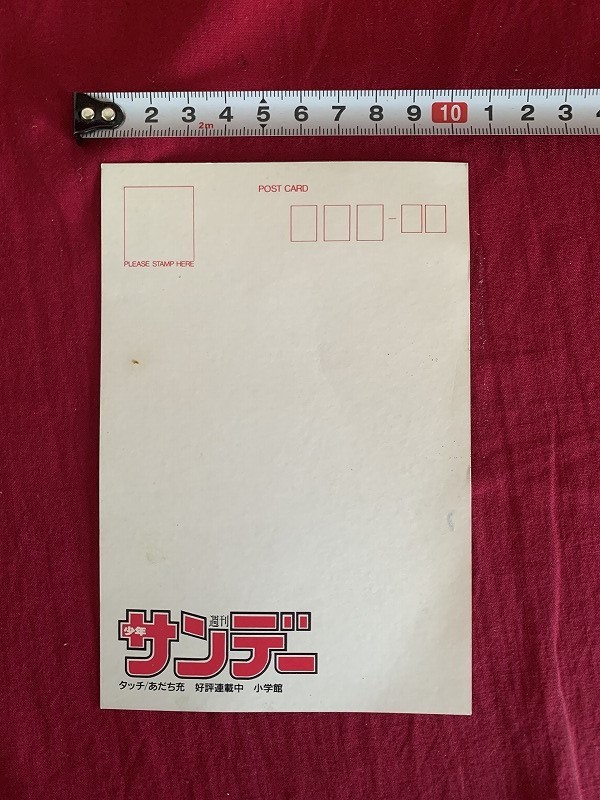 2 3 4 5 6 7 8 9 10 1 2 3 4
2m
POST CARD
PLEASE STAMP HERE
週刊
少年
サンデー
タッチ/あだち充 好評連載中 小学館